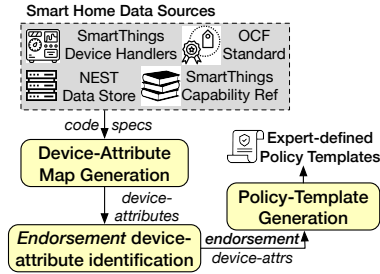 Smart Home Data Sources
SmartThings
Device Handlers
OCF
Standard
NEST
Data Store
SmartThings
Capability Ref
code
specs
Device-Attribute
Map Generation
device-
attributes
Endorsement device-
attribute identification
endorsement
device-attrs
Policy-Template
Generation
Expert-defined
Policy Templates